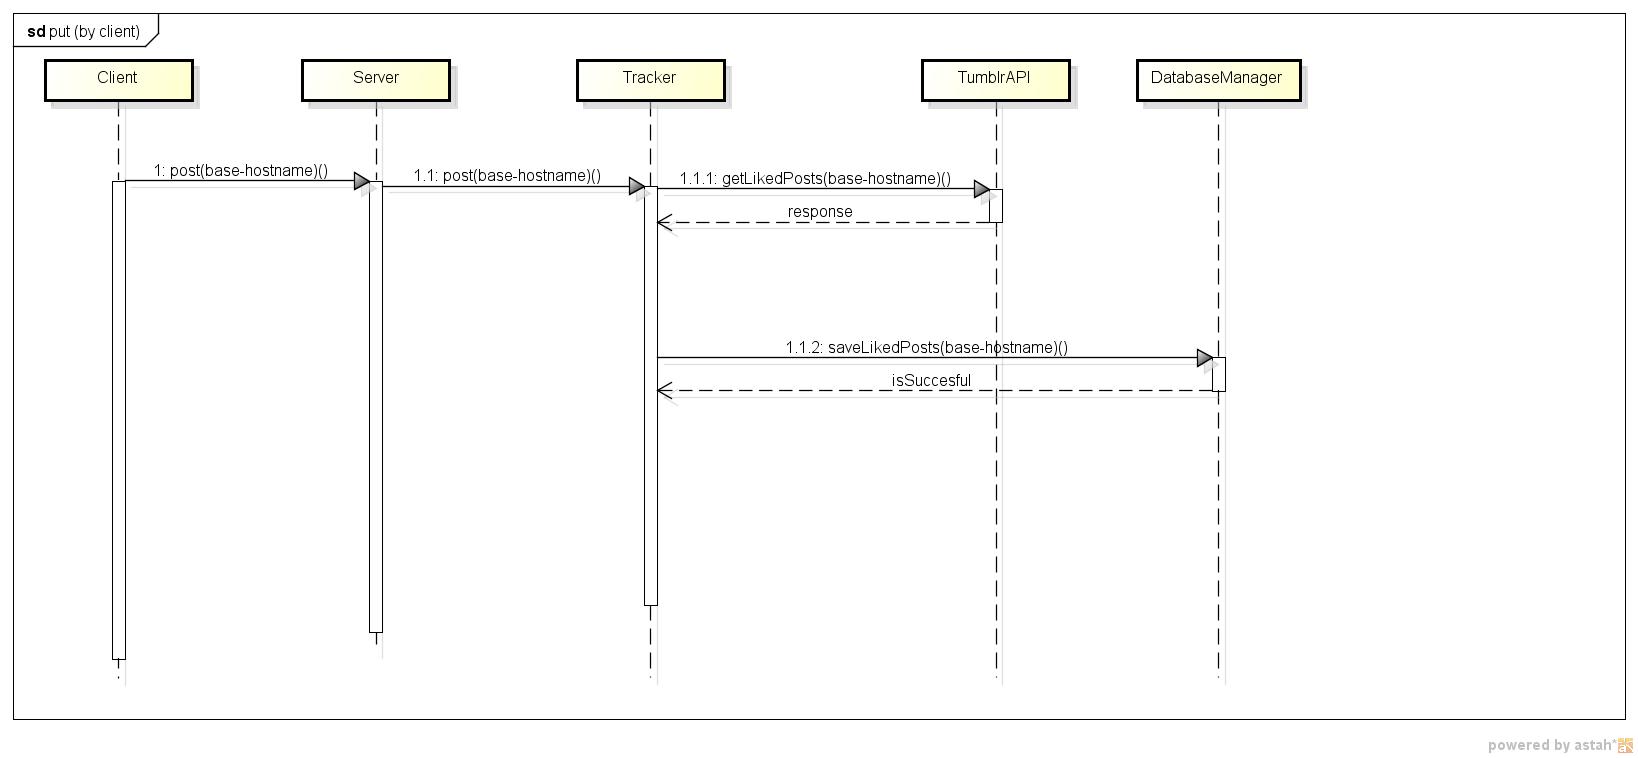 sd put (by client)
Client
Server
Tracker
TumblrAPI
DatabaseManager
1: post(base-hostname)()
1.1: post(base-hostname)()
1.1.1: getLikedPosts(base-hostname)()
response
1.1.2: saveLikedPosts(base-hostname)()
isSuccesful
powered by astah*